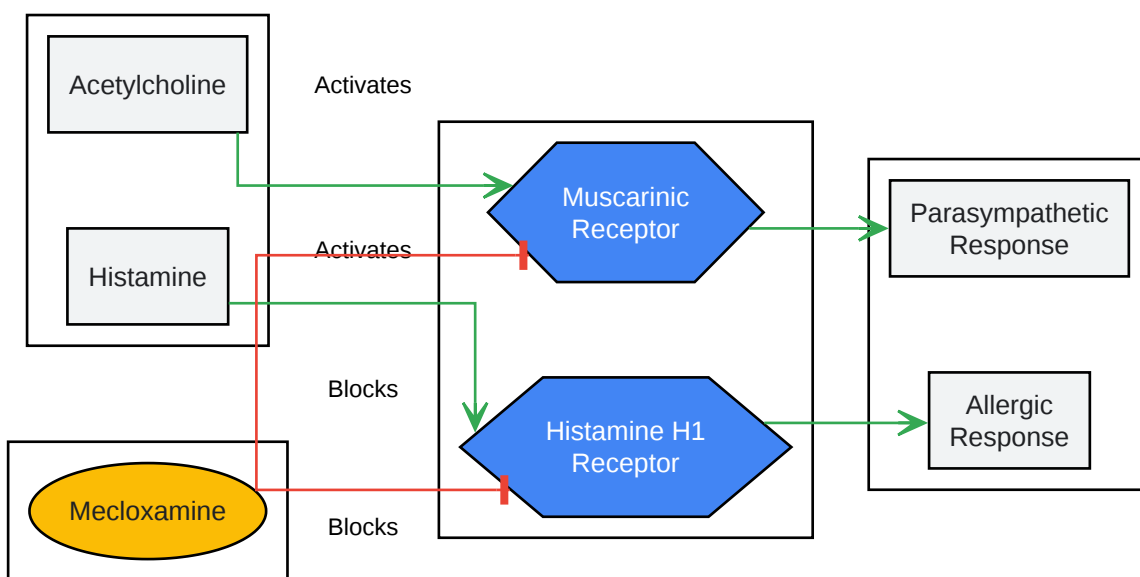 Acetylcholine
Activates
Muscarinic
Receptor
Parasympathetic
Response
Histamine
Activates
Blocks
Histamine H1
Receptor
Allergic
Response
Mecloxamine
Blocks